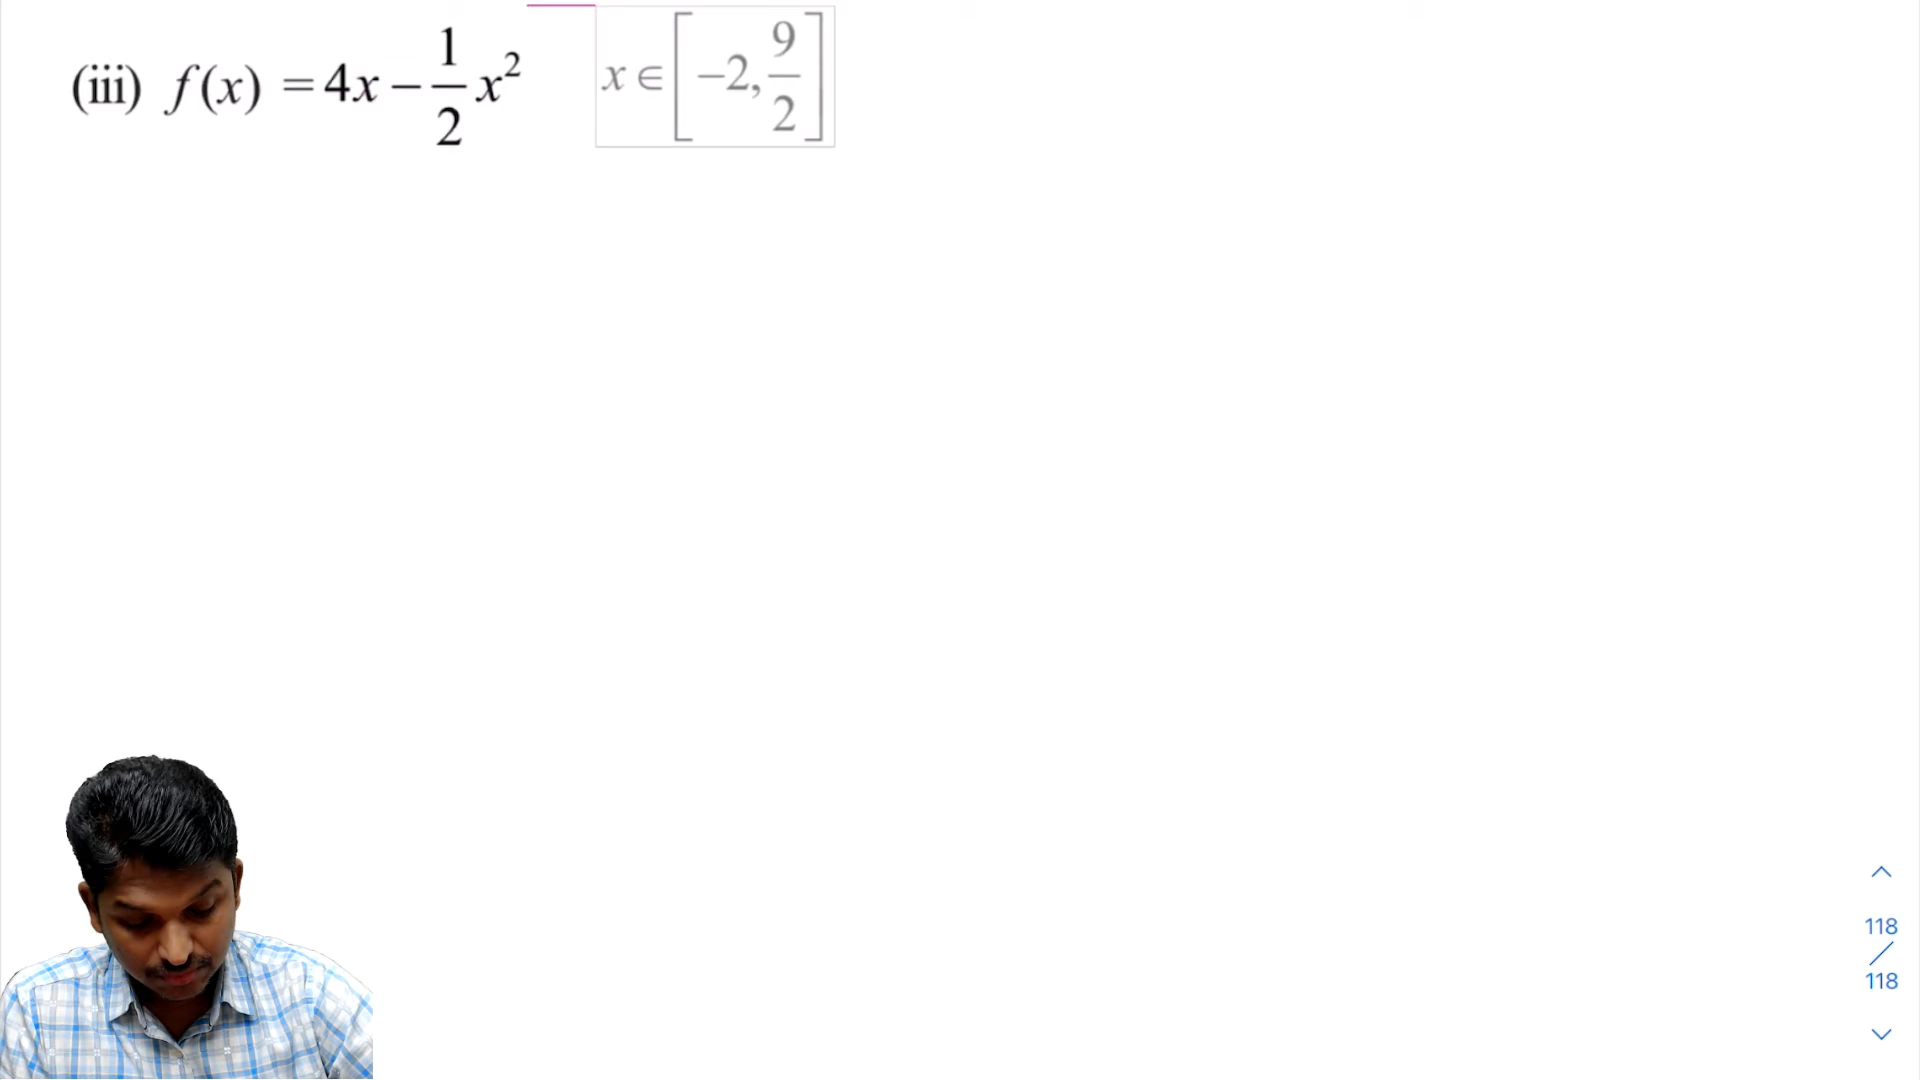 (iii) f(x) = 4x − 1/2 x² x ∈ [−2, 9/2]
118
/
118